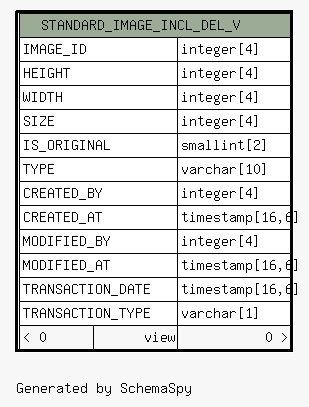 STANDARD_IMAGE_INCL_DEL_V
IMAGE_ID integer[4]
HEIGHT integer[4]
WIDTH integer[4]
SIZE integer[4]
IS_ORIGINAL smallint[2]
TYPE varchar[10]
CREATED_BY integer[4]
CREATED_AT timestamp[16,6]
MODIFIED_BY integer[4]
MODIFIED_AT timestamp[16,6]
TRANSACTION_DATE timestamp[16,6]
TRANSACTION_TYPE varchar[1]
< 0 view 0 >
Generated by SchemaSpy